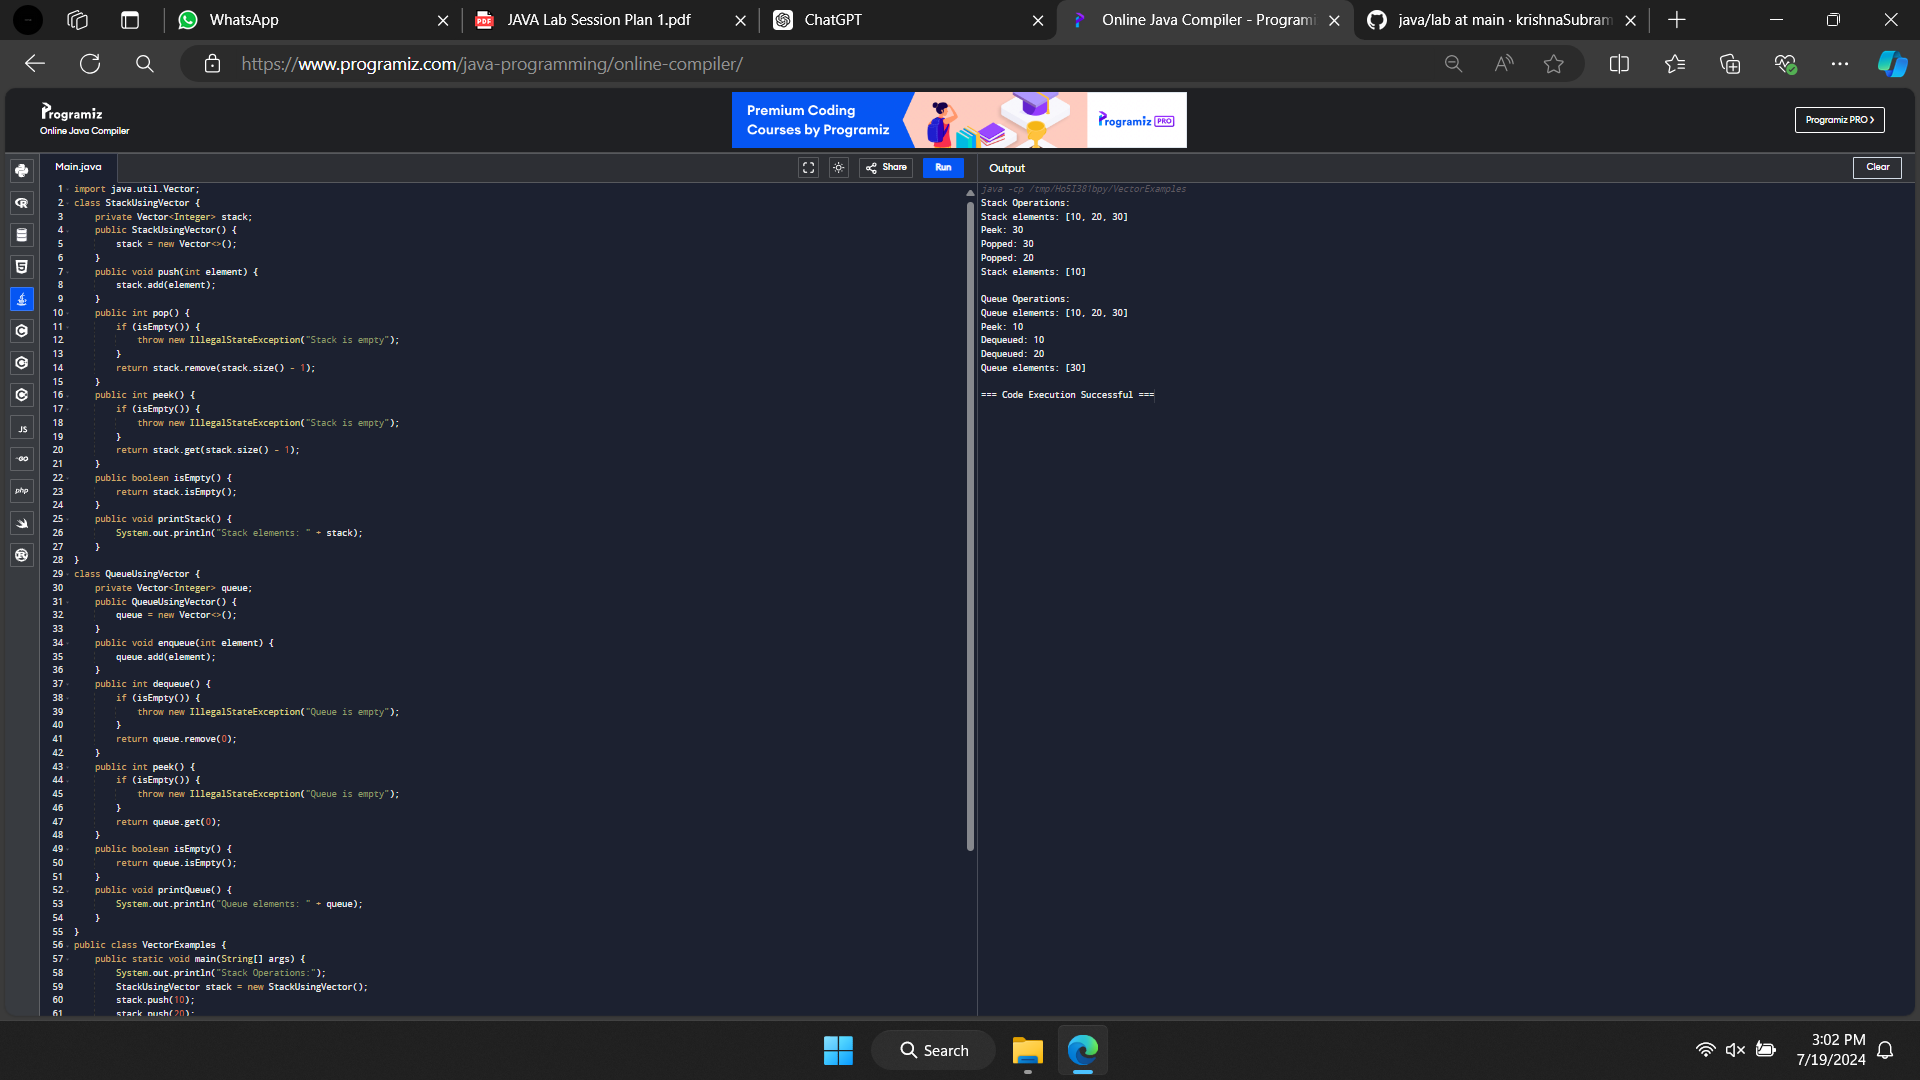 WhatsApp
JAVA Lab Session Plan 1.pdf
ChatGPT
Online Java Compiler - Programi
java/lab at main · krishnaSubram
https://www.programiz.com/java-programming/online-compiler/
Programiz
Online Java Compiler
Premium Coding
Courses by Programiz
Programiz PRO
Programiz PRO >
Main.java
Share
Run
Output
Clear
1 import java.util.Vector;
2 class StackUsingVector {
3 private Vector<Integer> stack;
4 public StackUsingVector() {
5 stack = new Vector<>();
6 }
7 public void push(int element) {
8 stack.add(element);
9 }
10 public int pop() {
11 if (isEmpty()) {
12 throw new IllegalStateException("Stack is empty");
13 }
14 return stack.remove(stack.size() - 1);
15 }
16 public int peek() {
17 if (isEmpty()) {
18 throw new IllegalStateException("Stack is empty");
19 }
20 return stack.get(stack.size() - 1);
21 }
22 public boolean isEmpty() {
23 return stack.isEmpty();
24 }
25 public void printStack() {
26 System.out.println("Stack elements: " + stack);
27 }
28 }
29 class QueueUsingVector {
30 private Vector<Integer> queue;
31 public QueueUsingVector() {
32 queue = new Vector<>();
33 }
34 public void enqueue(int element) {
35 queue.add(element);
36 }
37 public int dequeue() {
38 if (isEmpty()) {
39 throw new IllegalStateException("Queue is empty");
40 }
41 return queue.remove(0);
42 }
43 public int peek() {
44 if (isEmpty()) {
45 throw new IllegalStateException("Queue is empty");
46 }
47 return queue.get(0);
48 }
49 public boolean isEmpty() {
50 return queue.isEmpty();
51 }
52 public void printQueue() {
53 System.out.println("Queue elements: " + queue);
54 }
55 }
56 public class VectorExamples {
57 public static void main(String[] args) {
58 System.out.println("Stack Operations:");
59 StackUsingVector stack = new StackUsingVector();
60 stack.push(10);
61 stack.push(20);
java -cp /tmp/Ho5I381bpy/VectorExamples
Stack Operations:
Stack elements: [10, 20, 30]
Peek: 30
Popped: 30
Popped: 20
Stack elements: [10]
Queue Operations:
Queue elements: [10, 20, 30]
Peek: 10
Dequeued: 10
Dequeued: 20
Queue elements: [30]
=== Code Execution Successful ===
JS
GO
php
Search
3:02 PM
7/19/2024